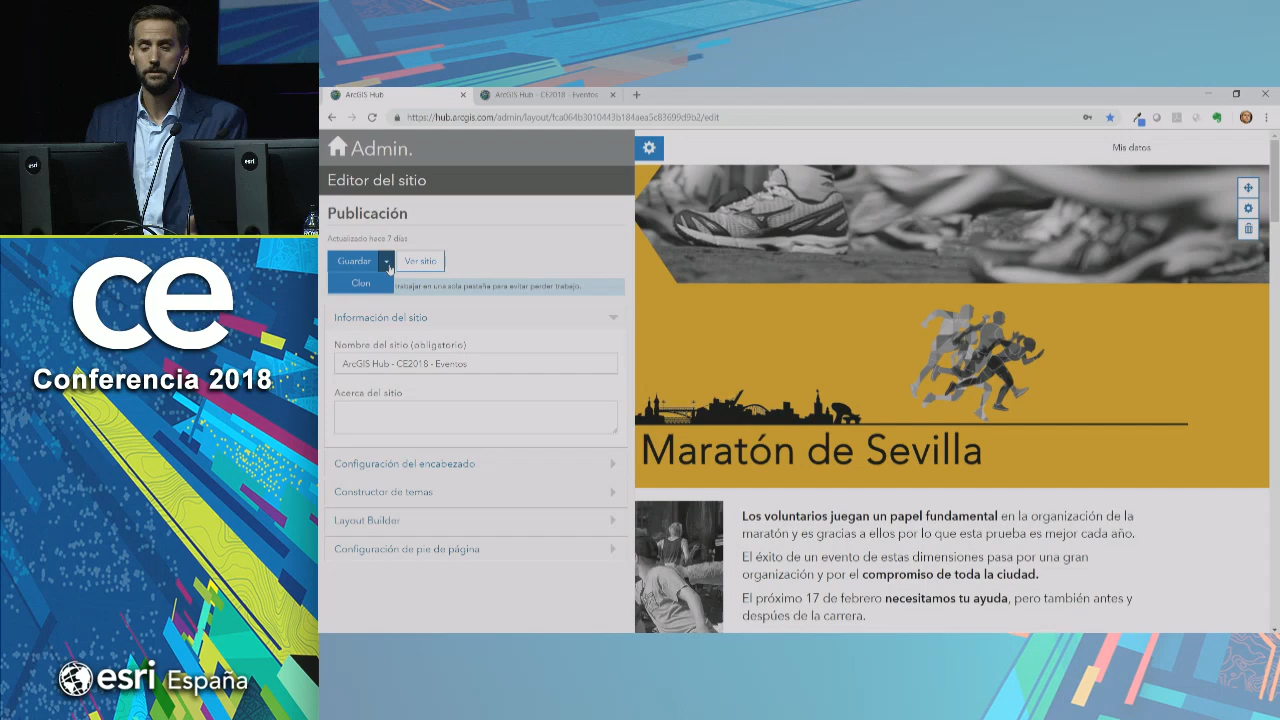 esri
esri
ce
Conferencia 2018
esri España
ArcGIS Hub
ArcGIS Hub - CE2018 - Eventos
https://hub.arcgis.com/admin/layout/fca064b3010443b184aea5c83699d9b2/edit
Admin.
Editor del sitio
Publicación
Actualizado hace 7 días
Guardar
Ver sitio
Clon
trabajar en una sola pestaña para evitar perder trabajo.
Información del sitio
Nombre del sitio (obligatorio)
ArcGIS Hub - CE2018 - Eventos
Acerca del sitio
Configuración del encabezado
Constructor de temas
Layout Builder
Configuración de pie de página
Mis datos
Maratón de Sevilla
Los voluntarios juegan un papel fundamental en la organización de la
maratón y es gracias a ellos por lo que esta prueba es mejor cada año.
El éxito de un evento de estas dimensiones pasa por una gran
organización y por el compromiso de toda la ciudad.
El próximo 17 de febrero necesitamos tu ayuda, pero también antes y
despúes de la carrera.